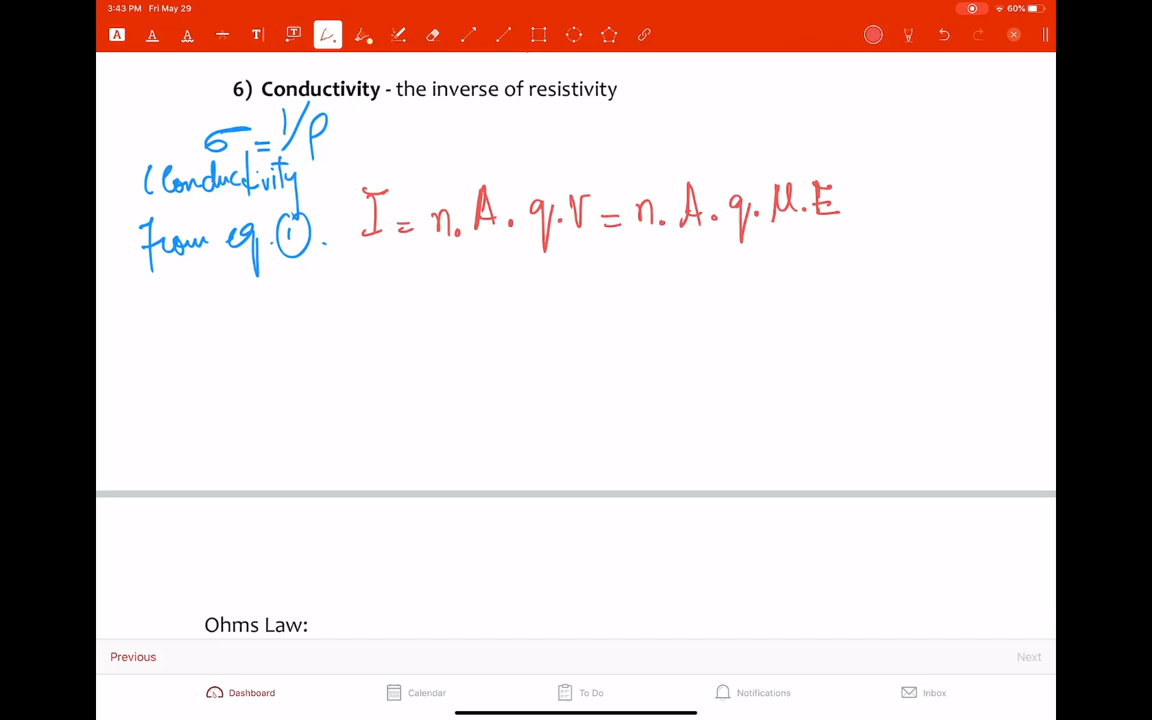 3:43 PM Fri May 29
60%
6) Conductivity - the inverse of resistivity
σ = 1/ρ
(Conductivity
I = n. A. q. V = n. A. q. μ. E
from eq. ①.
Ohms Law:
Previous
Next
Dashboard
Calendar
To Do
Notifications
Inbox